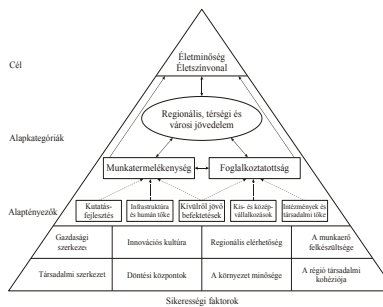 Cél
Életminőség
Életszínvonal
Regionális, térségi és
városi jövedelem
Alapkategóriák
Munkatermelékenység
Foglalkoztatottság
Alaptényezők
Kutatás-
fejlesztés
Infrastruktúra
és humán tőke
Kívülről jövő
befektetések
Kis- és közép-
vállalkozások
Intézmények és
társadalmi tőke
Gazdasági
szerkezet
Innovációs kultúra
Regionális elérhetőség
A munkaerő
felkészültsége
Társadalmi szerkezet
Döntési központok
A környezet minősége
A régió társadalmi
kohéziója
Sikerességi faktorok